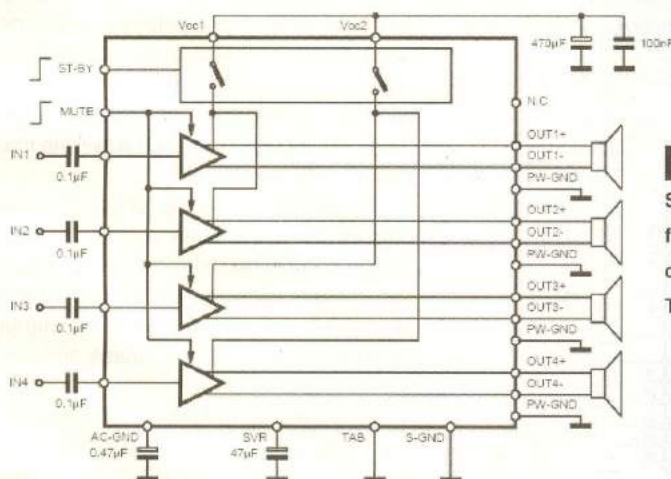 Vcc1
Vcc2
470µF
100nF
ST-BY
N.C.
MUTE
OUT1+
IN1
OUT1-
0.1µF
PW-GND
OUT2+
IN2
OUT2-
0.1µF
PW-GND
OUT3+
IN3
OUT3-
0.1µF
PW-GND
OUT4+
IN4
OUT4-
0.1µF
PW-GND
AC-GND
SVR
TAB
S-GND
0.47µF
47µF